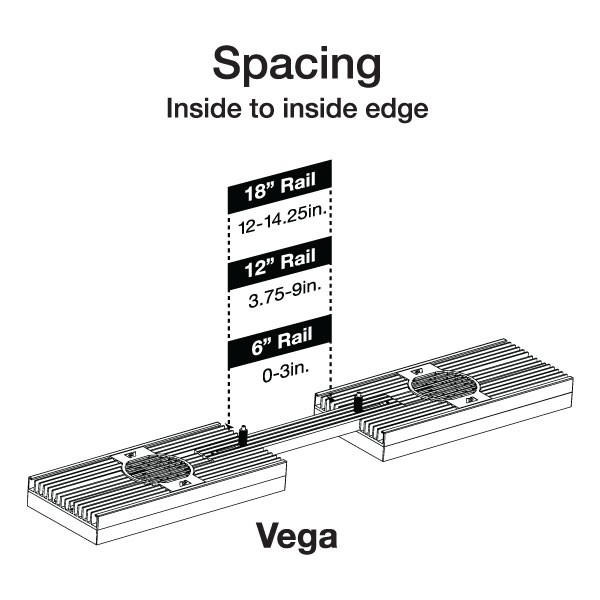 Spacing
Inside to inside edge
18” Rail
12-14.25in.
12” Rail
3.75-9in.
6” Rail
0-3in.
Vega